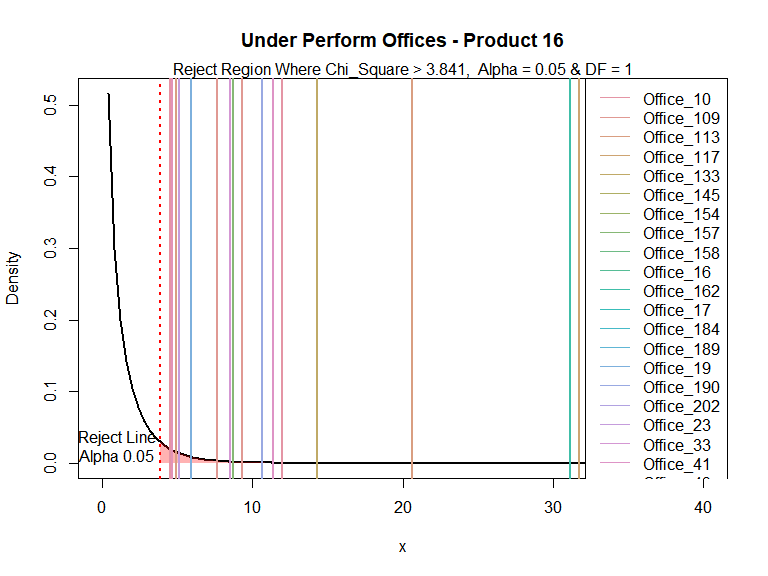 Under Perform Offices - Product 16
Reject Region Where Chi_Square > 3.841, Alpha = 0.05 & DF = 1
Density
0.5
0.4
0.3
0.2
0.1
0.0
Reject Line
Alpha 0.05
0
10
20
30
40
x
Office_10
Office_109
Office_113
Office_117
Office_133
Office_145
Office_154
Office_157
Office_158
Office_16
Office_162
Office_17
Office_184
Office_189
Office_19
Office_190
Office_202
Office_23
Office_33
Office_41